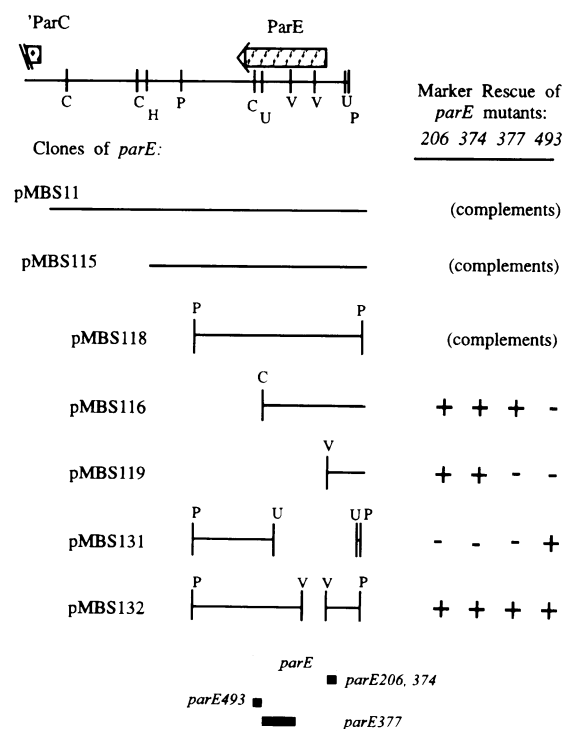 'ParC ParE
C C H P C U V V U P
Marker Rescue of
parE mutants:
206 374 377 493
Clones of parE:
pMBS11 (complements)
pMBS115 (complements)
P P
pMBS118 (complements)
C
pMBS116 + + + -
V
pMBS119 + + - -
P U U P
pMBS131 - - - +
P V V P
pMBS132 + + + +
parE
parE206, 374
parE493
parE377